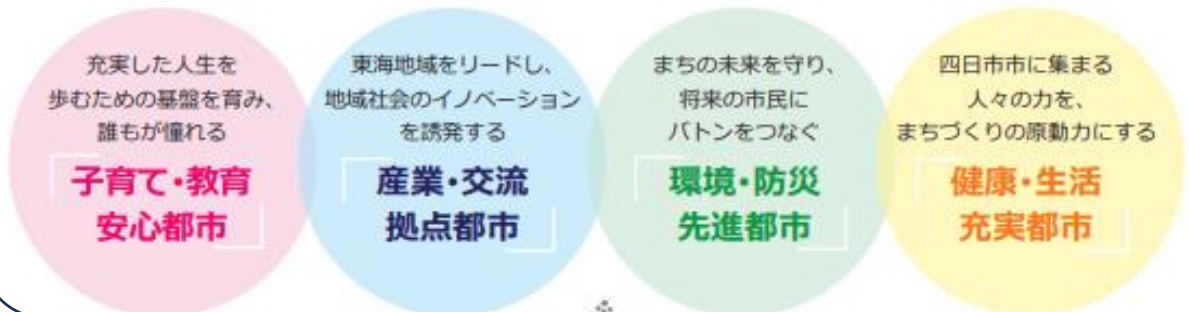 充実した人生を
歩むための基盤を育み、
誰もが憧れる
子育て・教育
安心都市
東海地域をリードし、
地域社会のイノベーション
を誘発する
産業・交流
拠点都市
まちの未来を守り、
将来の市民に
バトンをつなぐ
環境・防災
先進都市
四日市市に集まる
人々の力を、
まちづくりの原動力にする
健康・生活
充実都市